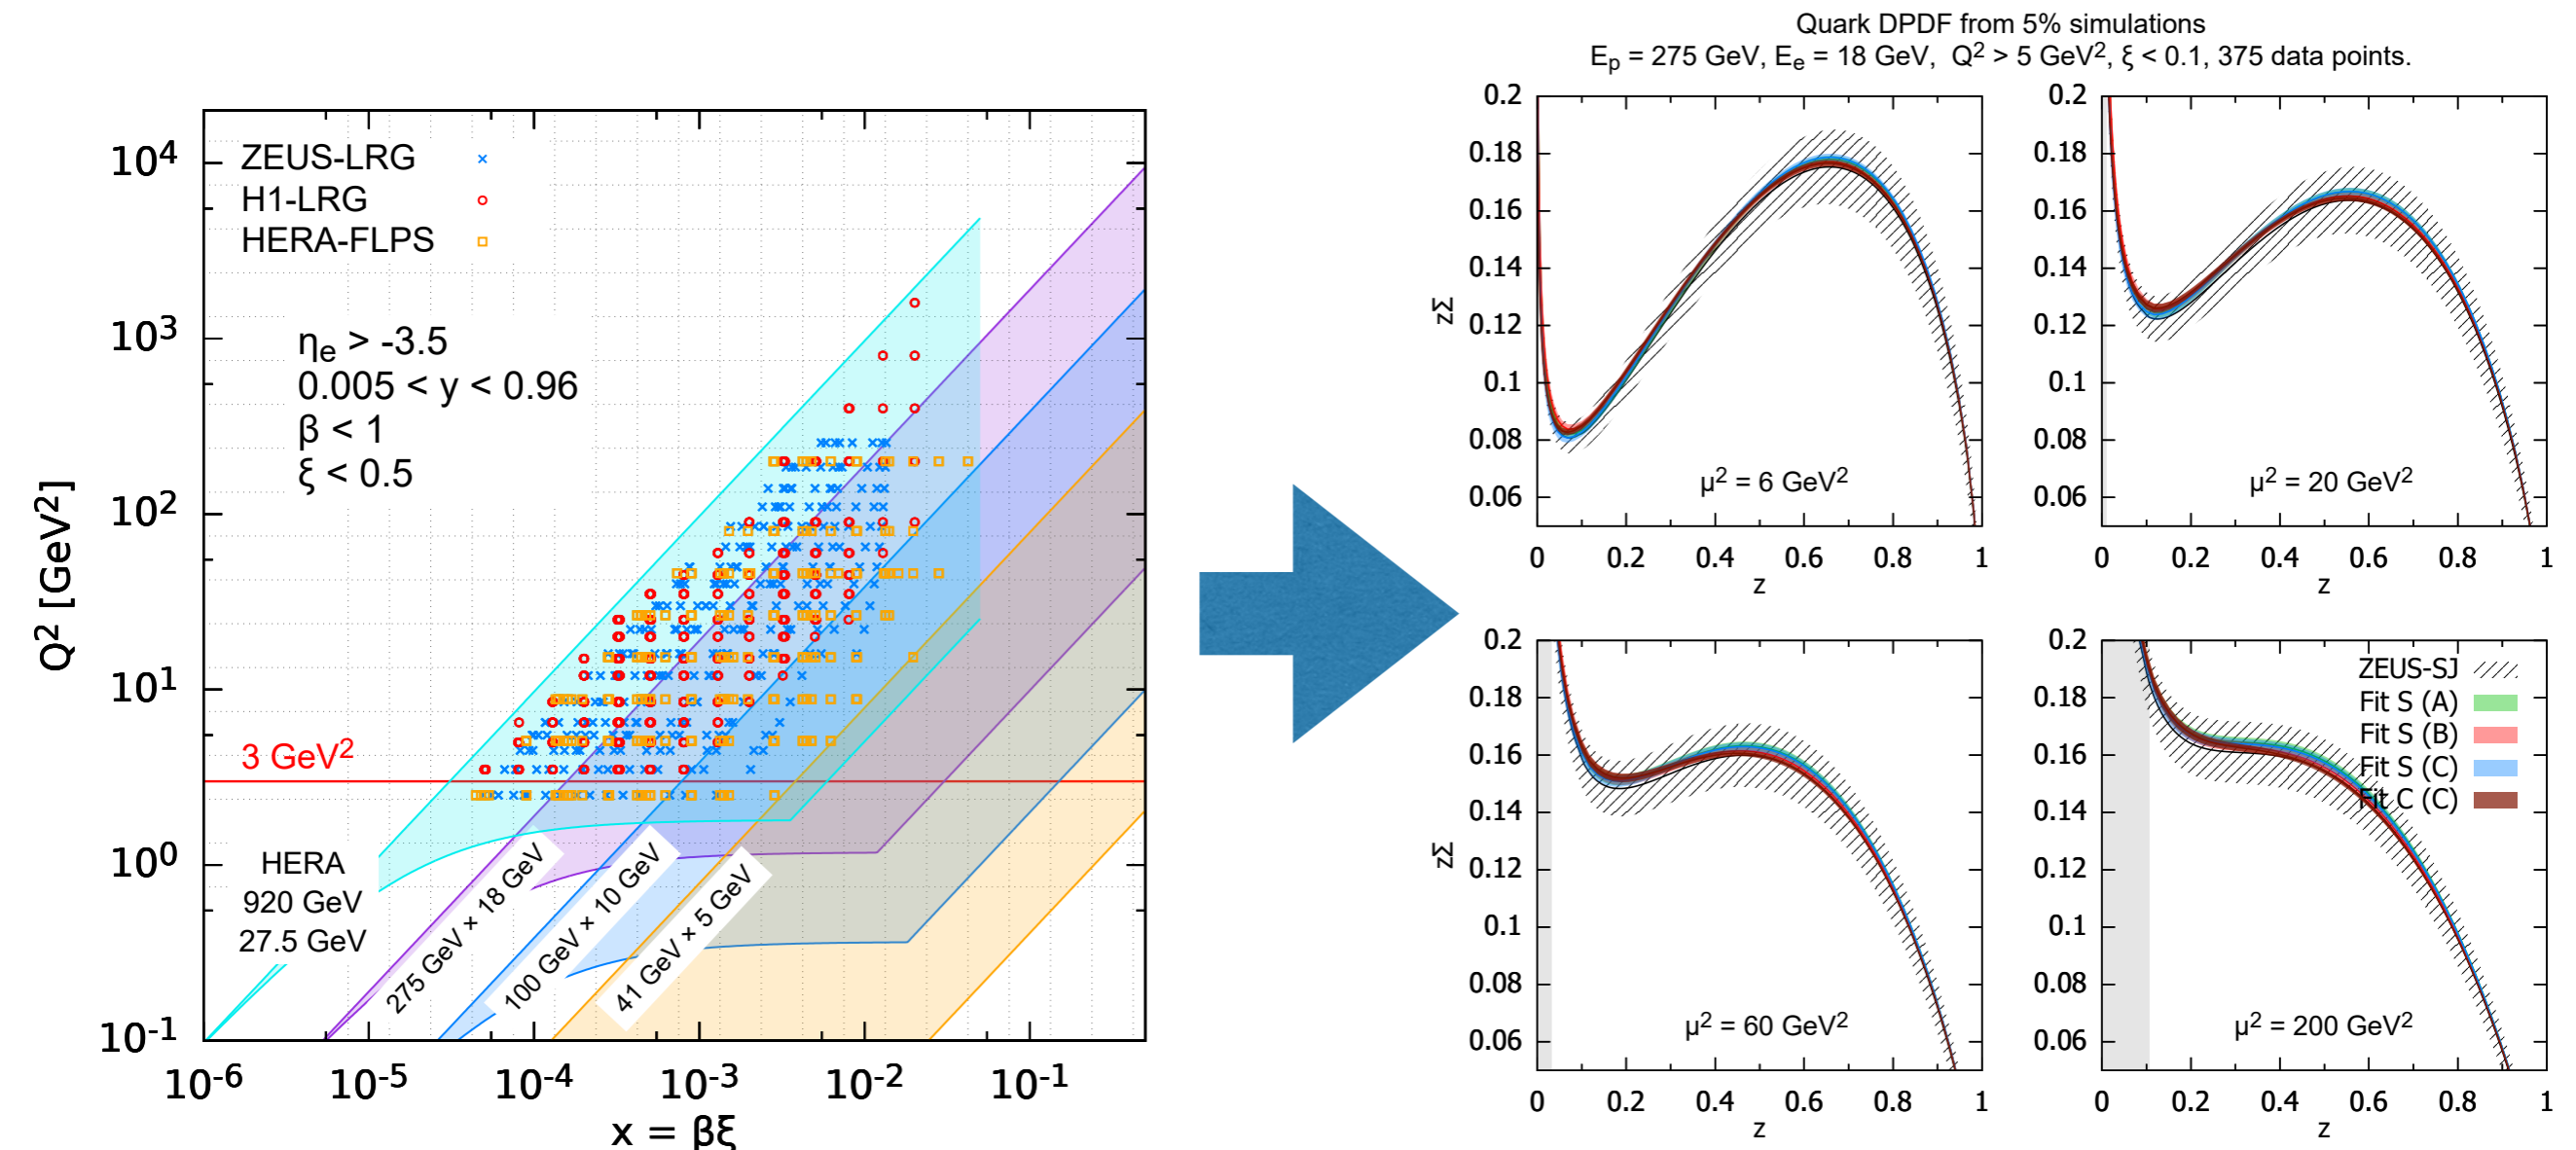 ZEUS-LRG
H1-LRG
HERA-FLPS
ηe > -3.5
0.005 < y < 0.96
β < 1
ξ < 0.5
3 GeV²
HERA
920 GeV
27.5 GeV
275 GeV × 18 GeV
100 GeV × 10 GeV
41 GeV × 5 GeV
Q² [GeV²]
10⁴
10³
10²
10¹
10⁰
10⁻¹
10⁻⁶ 10⁻⁵ 10⁻⁴ 10⁻³ 10⁻² 10⁻¹
x = βξ
Quark DPDF from 5% simulations
Eₚ = 275 GeV, Eₑ = 18 GeV, Q² > 5 GeV², ξ < 0.1, 375 data points.
zΣ
0.2
0.18
0.16
0.14
0.12
0.1
0.08
0.06
μ² = 6 GeV²
0 0.2 0.4 0.6 0.8 1
z
0.2
0.18
0.16
0.14
0.12
0.1
0.08
0.06
μ² = 20 GeV²
0 0.2 0.4 0.6 0.8 1
z
zΣ
0.2
0.18
0.16
0.14
0.12
0.1
0.08
0.06
μ² = 60 GeV²
0 0.2 0.4 0.6 0.8 1
z
0.2
0.18
0.16
0.14
0.12
0.1
0.08
0.06
ZEUS-SJ
Fit S (A)
Fit S (B)
Fit S (C)
Fit C (C)
μ² = 200 GeV²
0 0.2 0.4 0.6 0.8 1
z